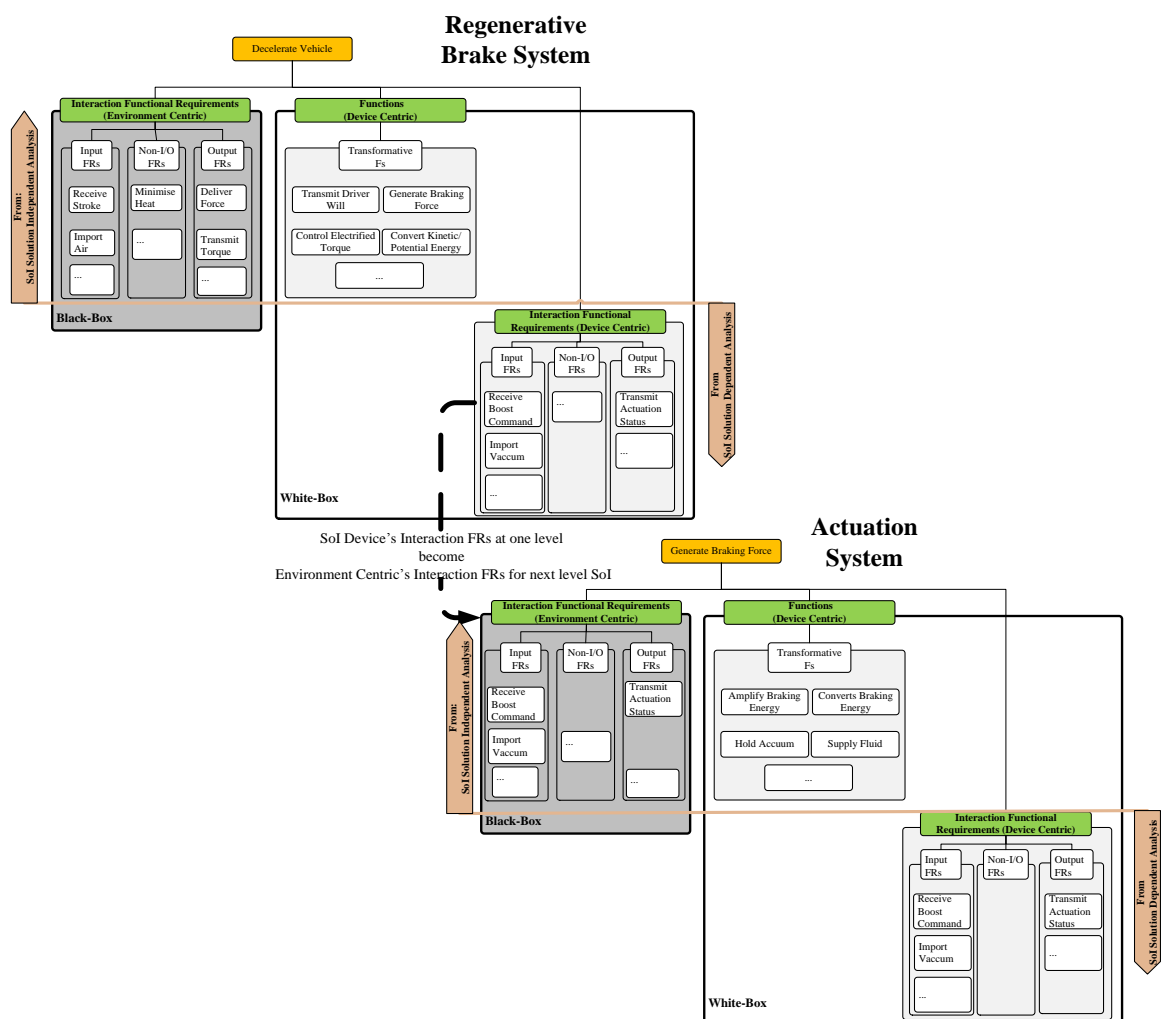 Regenerative
Brake System
Decelerate Vehicle
Interaction Functional Requirements
(Environment Centric)
Functions
(Device Centric)
From:
SoI Solution Independent Analysis
Input
FRs
Non-I/O
FRs
Output
FRs
Receive
Stroke
Import
Air
...
Minimise
Heat
...
Deliver
Force
Transmit
Torque
...
Black-Box
Transformative
Fs
Transmit Driver
Will
Generate Braking
Force
Control Electrified
Torque
Convert Kinetic/
Potential Energy
...
Interaction Functional
Requirements (Device Centric)
Input
FRs
Non-I/O
FRs
Output
FRs
Receive
Boost
Command
Import
Vaccum
...
...
Transmit
Actuation
Status
...
White-Box
From
SoI Solution Dependent Analysis
SoI Device's Interaction FRs at one level
become
Environment Centric's Interaction FRs for next level SoI
Actuation
System
Generate Braking Force
Interaction Functional Requirements
(Environment Centric)
Functions
(Device Centric)
From:
SoI Solution Independent Analysis
Input
FRs
Non-I/O
FRs
Output
FRs
Receive
Boost
Command
Import
Vaccum
...
...
Transmit
Actuation
Status
...
Black-Box
Transformative
Fs
Amplify Braking
Energy
Converts Braking
Energy
Hold Accuum
Supply Fluid
...
Interaction Functional
Requirements (Device Centric)
Input
FRs
Non-I/O
FRs
Output
FRs
Receive
Boost
Command
Import
Vaccum
...
Transmit
Actuation
Status
...
White-Box
From
SoI Solution Dependent Analysis